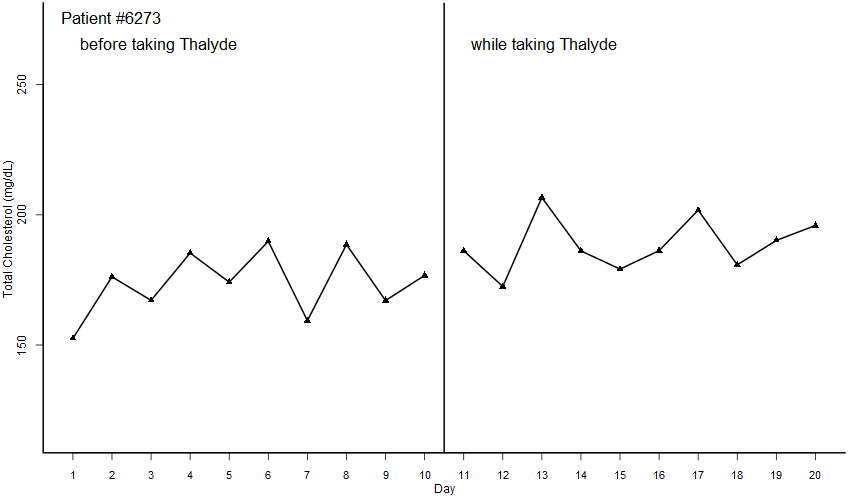 Patient #6273
before taking Thalyde
while taking Thalyde
Total Cholesterol (mg/dL)
250
200
150
1 2 3 4 5 6 7 8 9 10 11 12 13 14 15 16 17 18 19 20
Day